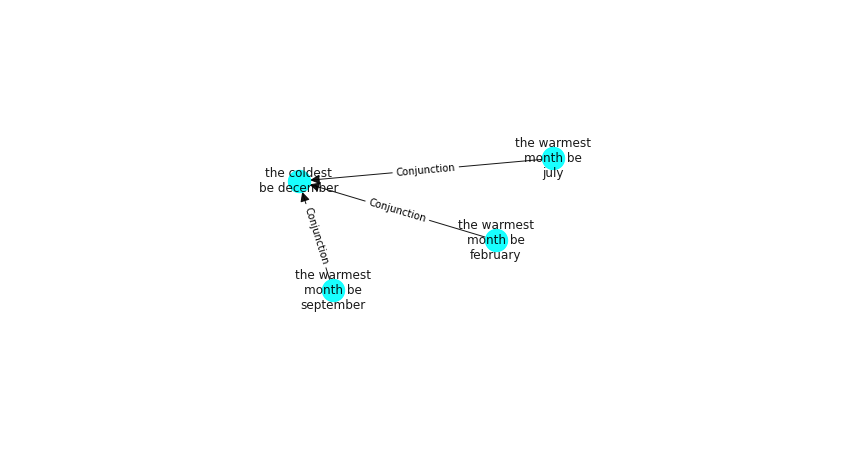 the warmest
month be
july
Conjunction
the coldest
be december
Conjunction
Conjunction
the warmest
month be
february
the warmest
month be
september